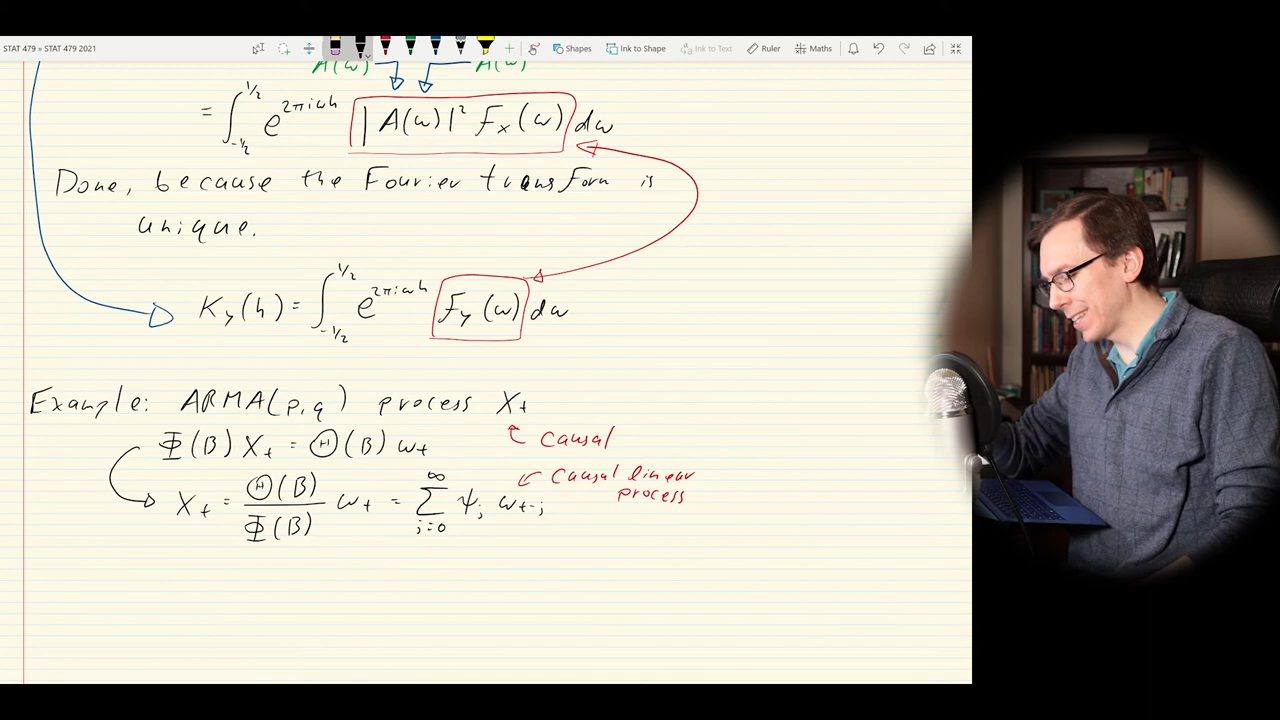 STAT 479 » STAT 479 2021
Shapes Ink to Shape Ink to Text Ruler Maths
A(ω) A(ω)
= ∫_{-1/2}^{1/2} e^{2πiωh} |A(ω)|² f_x(ω) dω
Done, because the Fourier transform is
unique.
K_y(h) = ∫_{-1/2}^{1/2} e^{2πiωh} f_y(ω) dω
Example: ARMA(p,q) process X_t
Φ(B) X_t = Θ(B) w_t
causal
X_t = Θ(B)/Φ(B) w_t = ∑_{j=0}^{∞} ψ_j w_{t-j}
causal linear
process